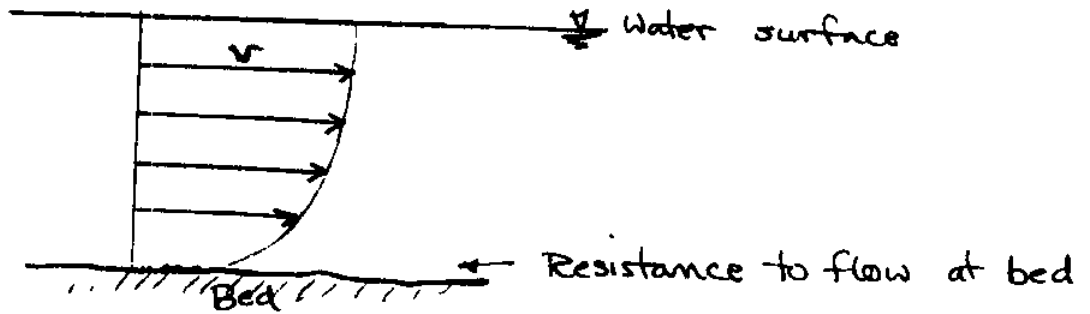 Water surface
v
Resistance to flow at bed
Bed